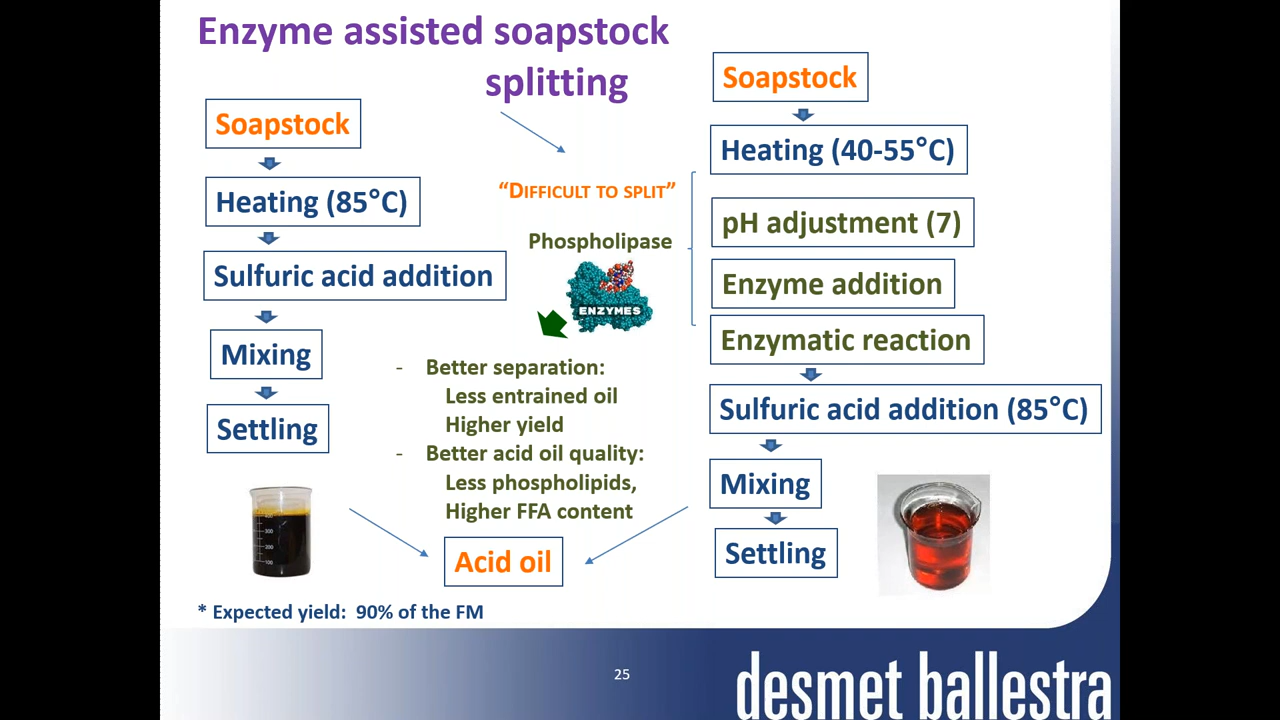 Enzyme assisted soapstock
splitting
Soapstock
Heating (85°C)
Sulfuric acid addition
Mixing
Settling
"DIFFICULT TO SPLIT"
Phospholipase
ENZYMES
- Better separation:
Less entrained oil
Higher yield
- Better acid oil quality:
Less phospholipids,
Higher FFA content
Acid oil
Soapstock
Heating (40-55°C)
pH adjustment (7)
Enzyme addition
Enzymatic reaction
Sulfuric acid addition (85°C)
Mixing
Settling
300
200
100
* Expected yield: 90% of the FM
25
desmet ballestra